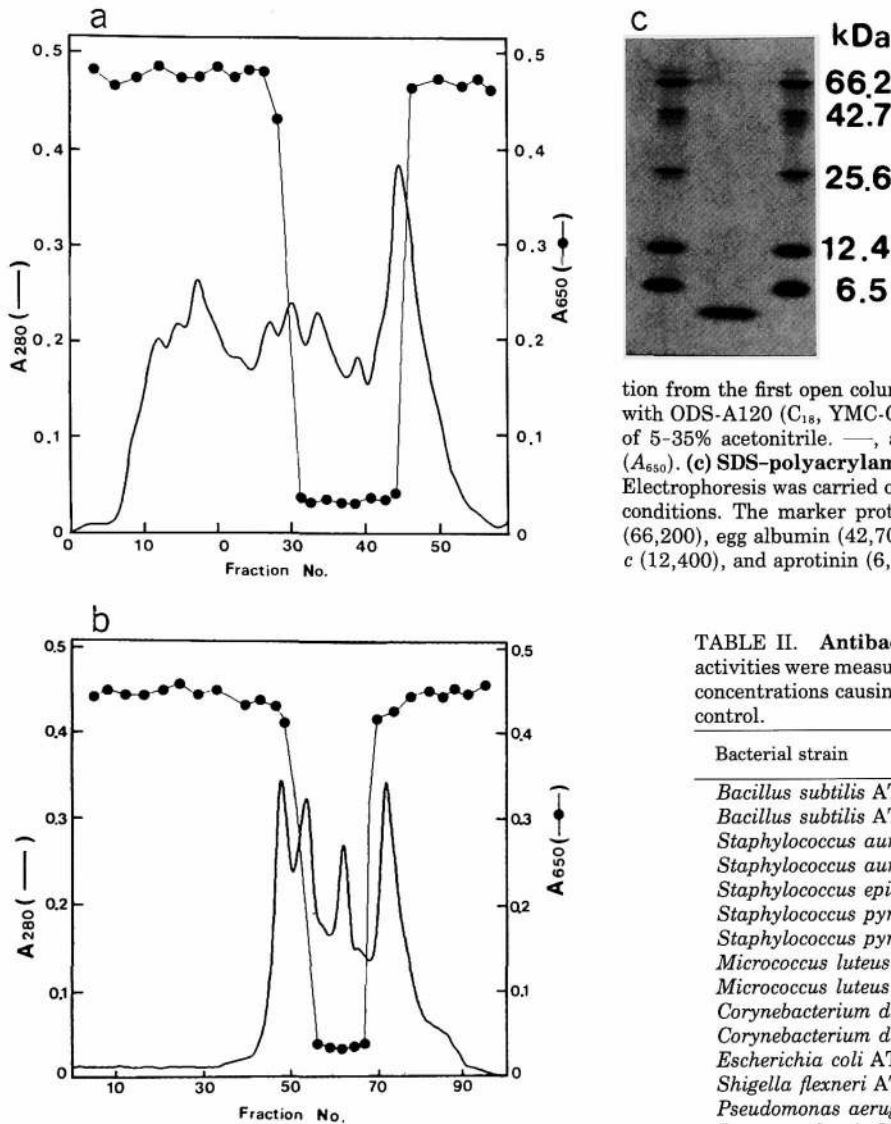 a
0.5
0.4
0.3
0.2
0.1
0
A280 (—)
0.5
0.4
0.3
0.2
0.1
0
A650 (—●—)
0 10 0 30 40 50
Fraction No.
b
0.5
0.4
0.3
0.2
0.1
0
A280 (—)
0.5
0.4
0.3
0.2
0.1
0
A650 (—●—)
10 30 50 70 90
Fraction No.
c
kDa
66.2
42.7
25.6
12.4
6.5
tion from the first open colum
with ODS-A120 (C₁₈, YMC-
of 5-35% acetonitrile. —,
(A₆₅₀). (c) SDS-polyacrylam
Electrophoresis was carried
conditions. The marker prot
(66,200), egg albumin (42,70
c (12,400), and aprotinin (6,
TABLE II. Antibac
activities were measu
concentrations causin
control.
Bacterial strain
Bacillus subtilis AT
Bacillus subtilis AT
Staphylococcus aur
Staphylococcus aur
Staphylococcus epi
Staphylococcus pyr
Staphylococcus pyr
Micrococcus luteus
Micrococcus luteus
Corynebacterium d
Corynebacterium d
Escherichia coli AT
Shigella flexneri AT
Pseudomonas aerug